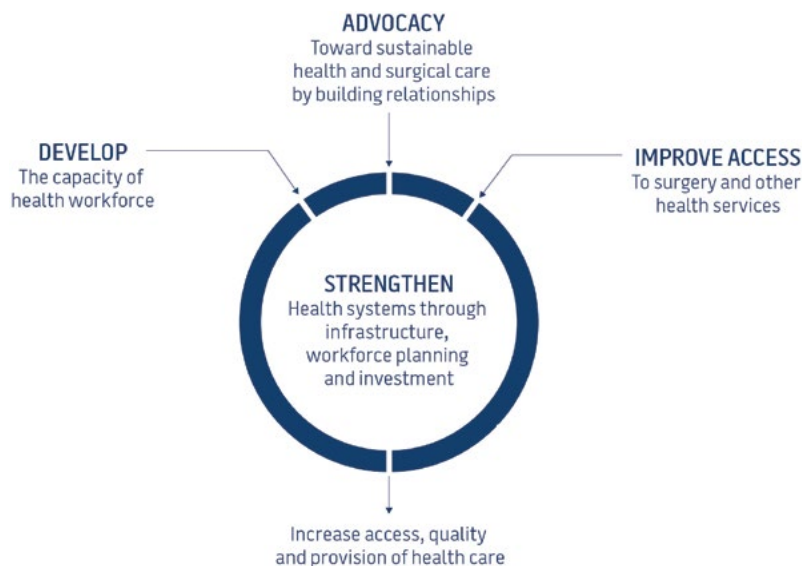 ADVOCACY
Toward sustainable
health and surgical care
by building relationships
DEVELOP
The capacity of
health workforce
IMPROVE ACCESS
To surgery and other
health services
STRENGTHEN
Health systems through
infrastructure,
workforce planning
and investment
Increase access, quality
and provision of health care